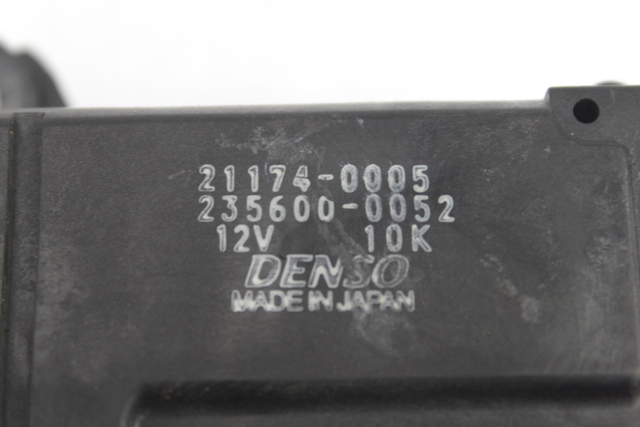 21174-0005
235600-0052
12V 10K
DENSO
MADE IN JAPAN